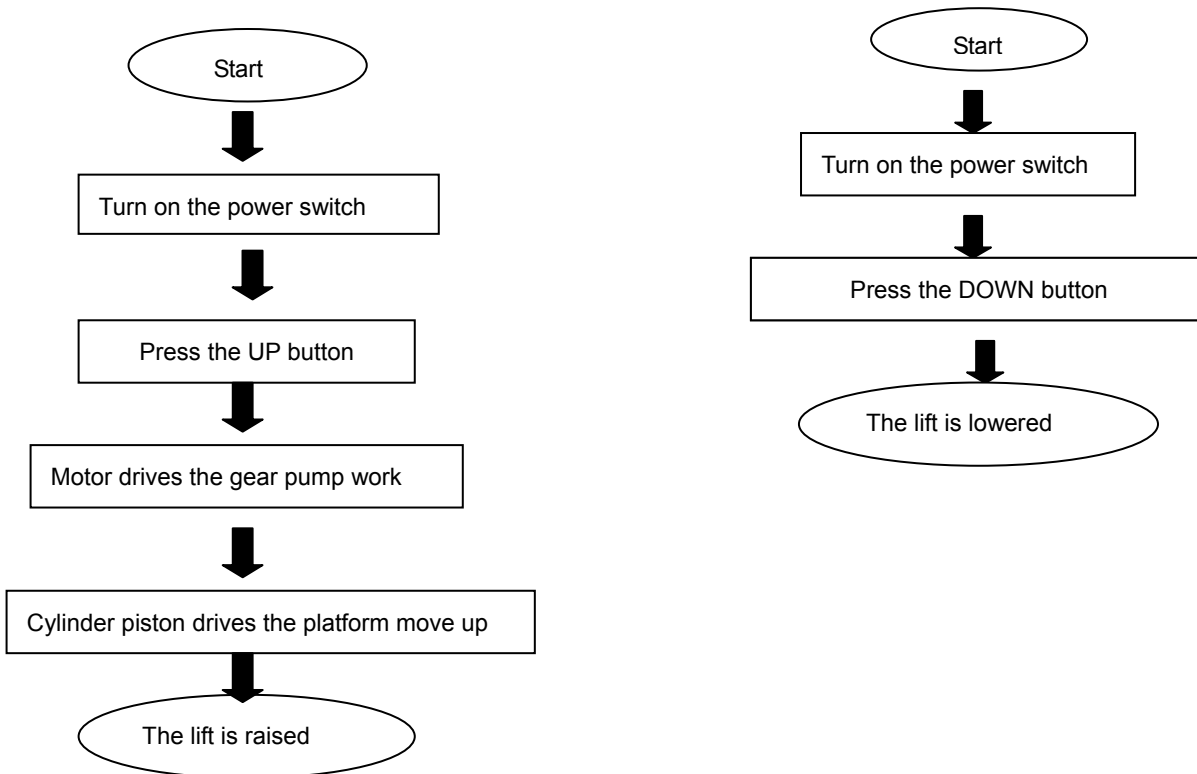 Start
Turn on the power switch
Press the UP button
Motor drives the gear pump work
Cylinder piston drives the platform move up
The lift is raised
Start
Turn on the power switch
Press the DOWN button
The lift is lowered